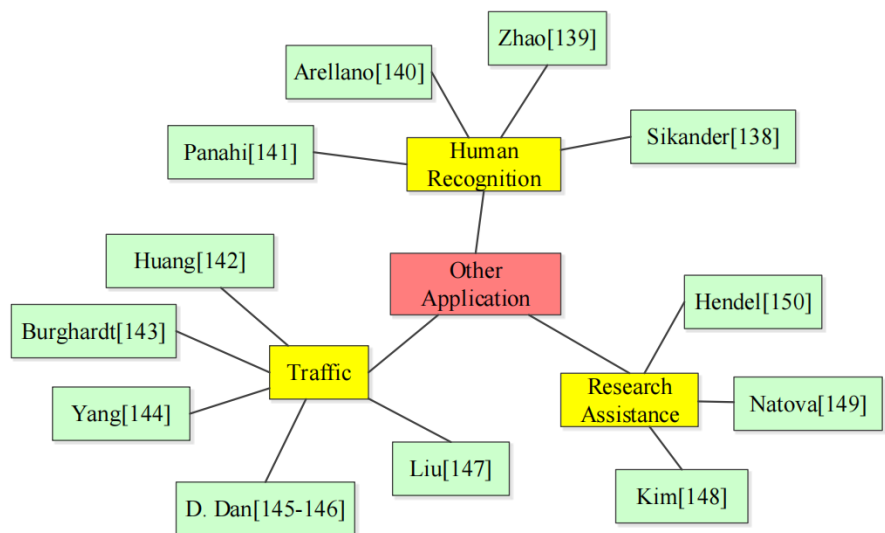 Zhao[139]
Arellano[140]
Sikander[138]
Panahi[141]
Human
Recognition
Huang[142]
Other
Application
Hendel[150]
Burghardt[143]
Traffic
Research
Assistance
Natova[149]
Yang[144]
Liu[147]
D. Dan[145-146]
Kim[148]